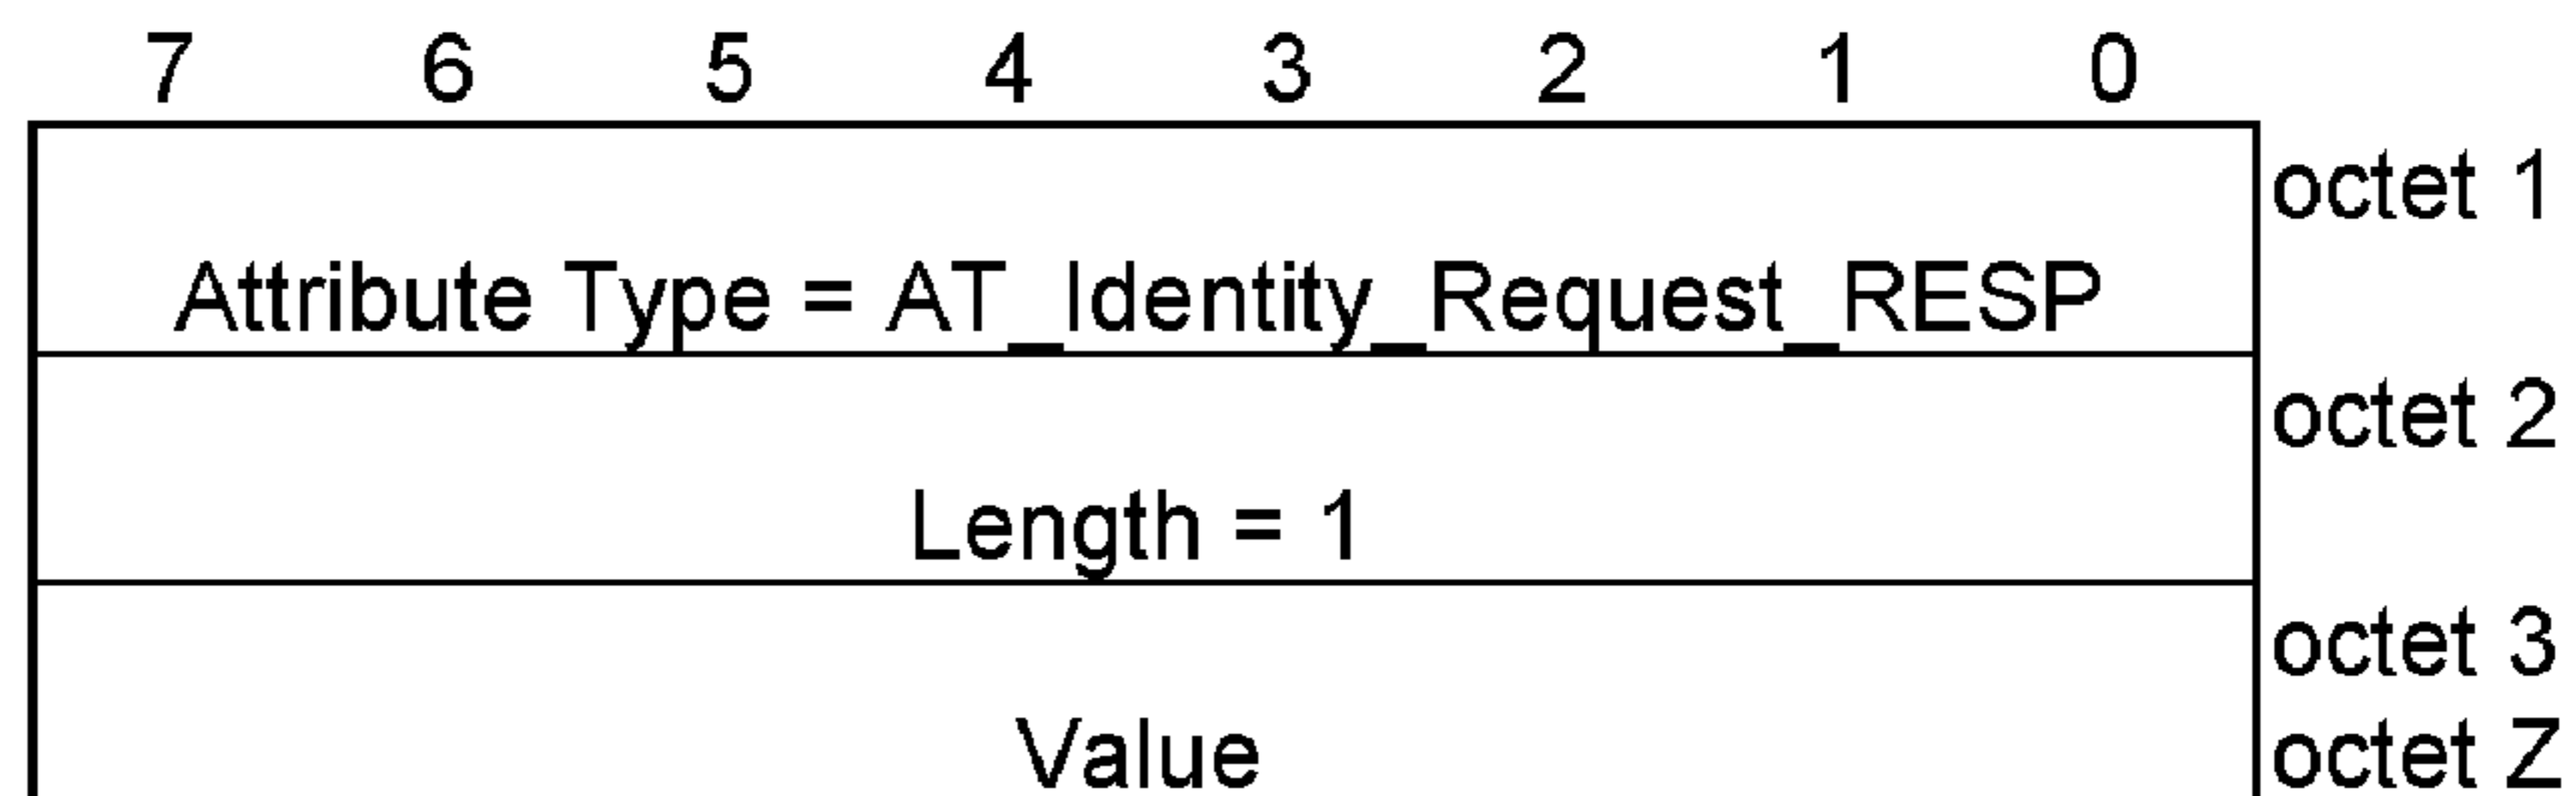 7 6 5 4 3 2 1 0
octet 1
Attribute Type = AT_Identity_Request_RESP
octet 2
Length = 1
octet 3
Value octet Z